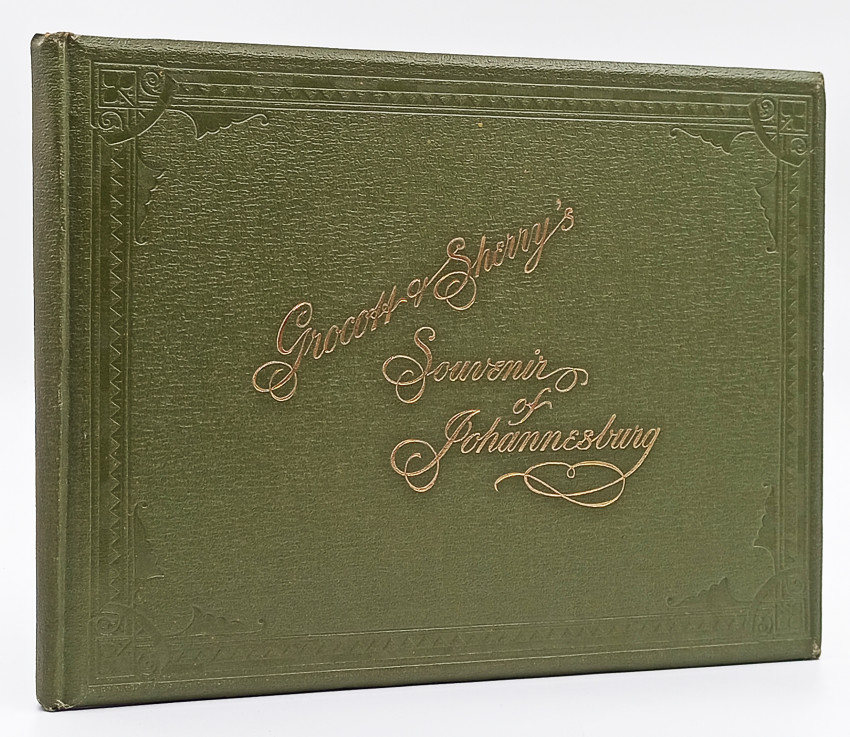 Grocott & Sherry's
Souvenir
of
Johannesburg